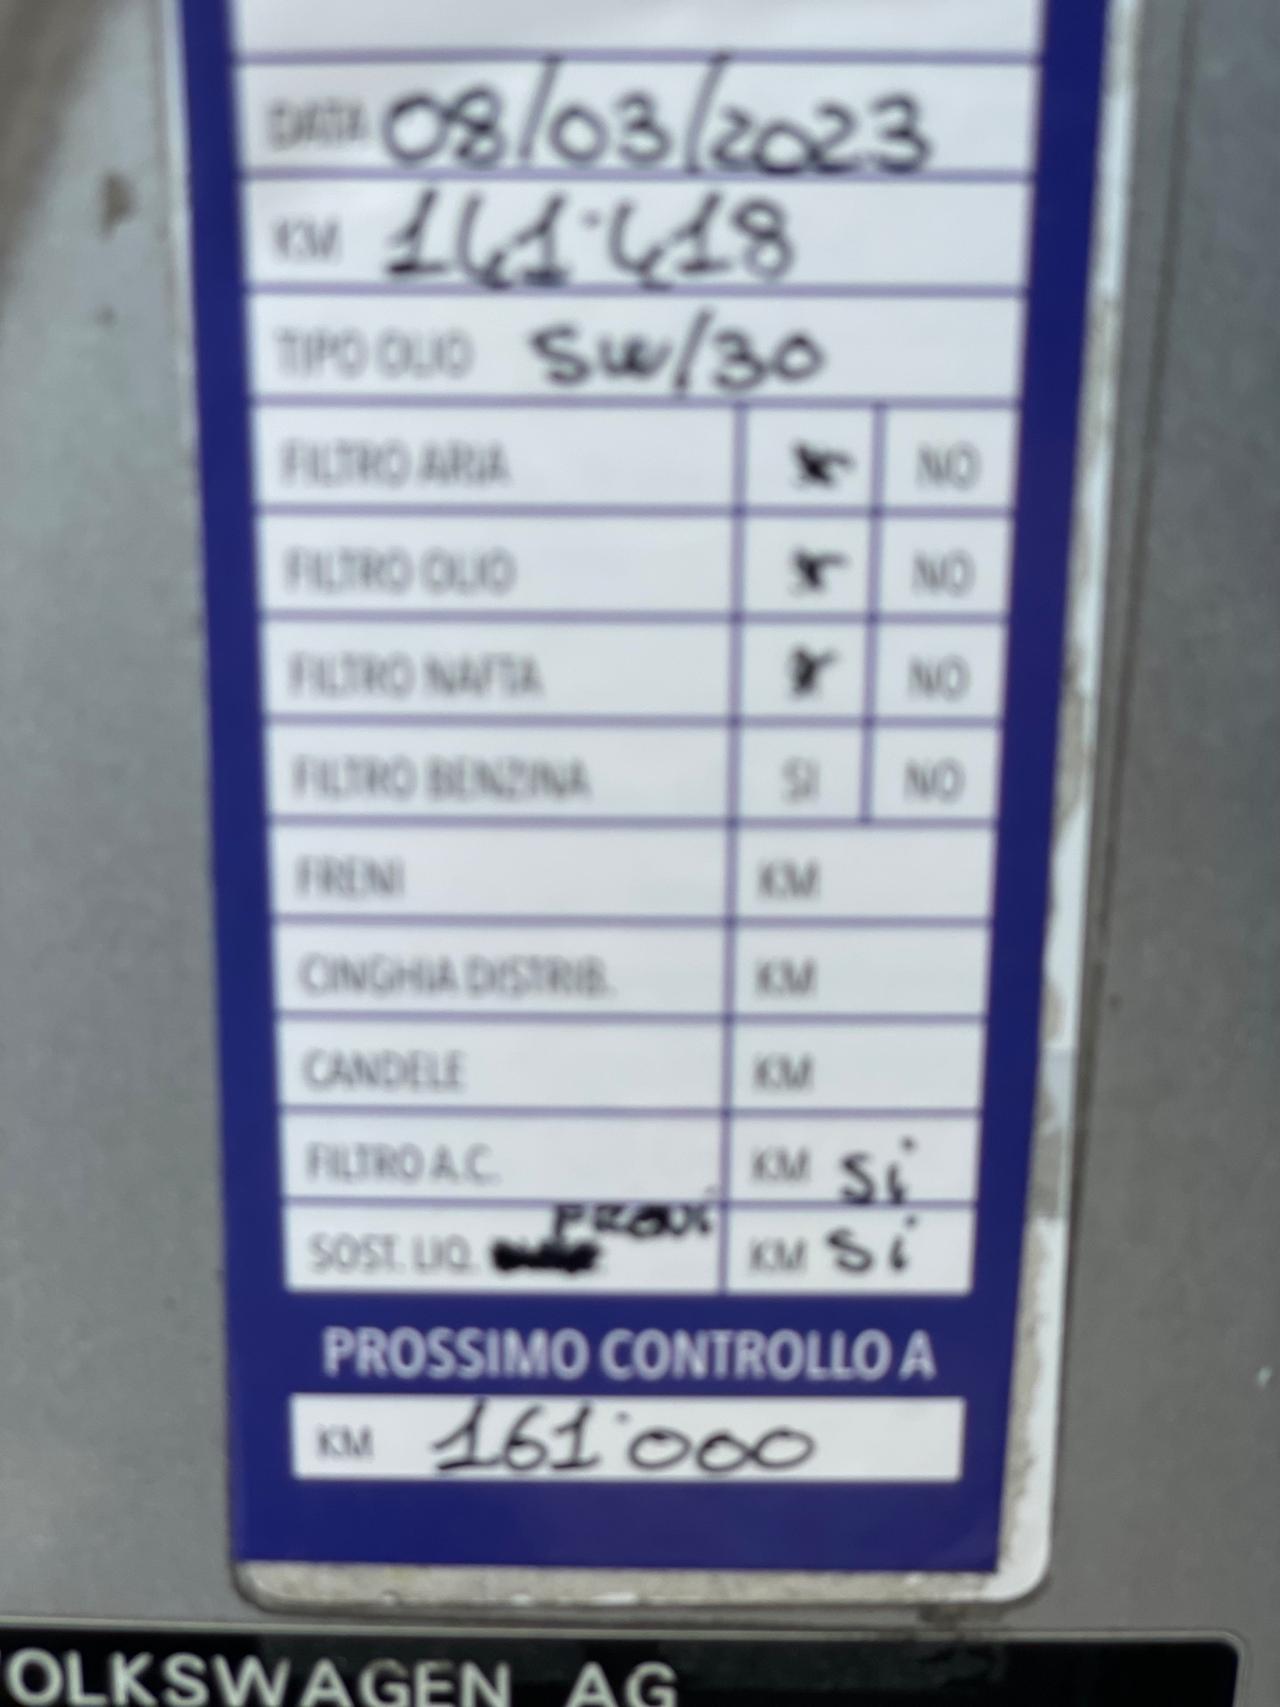 DATA 08/03/2023
KM 141.418
TIPO OLIO 5W/30
FILTRO ARIA x NO
FILTRO OLIO x NO
FILTRO NAFTA x NO
FILTRO BENZINA SI NO
FRENI KM
CINGHIA DISTRIB. KM
CANDELE KM
FILTRO A.C. KM Si
SOST. LIQ. FRENI KM Si
PROSSIMO CONTROLLO A
KM 161.000
OLKSWAGEN AG